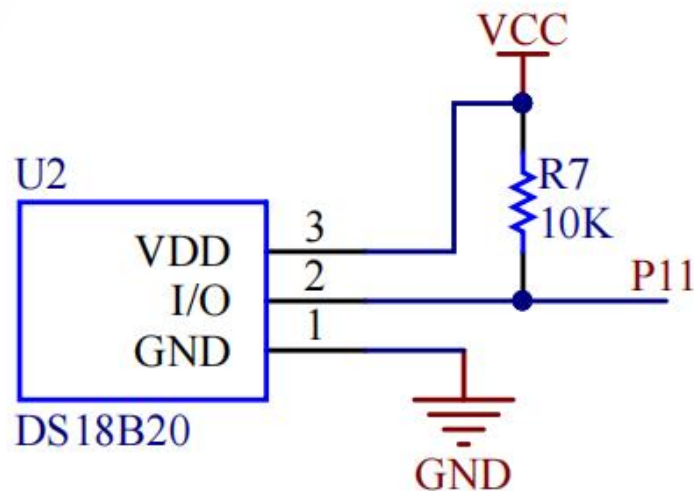 VCC
U2
R7
10K
VDD 3
I/O 2
P11
GND 1
DS18B20
GND